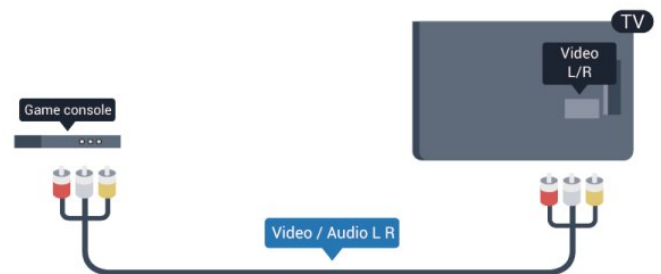 TV
Video
L/R
Game console
Video / Audio L R